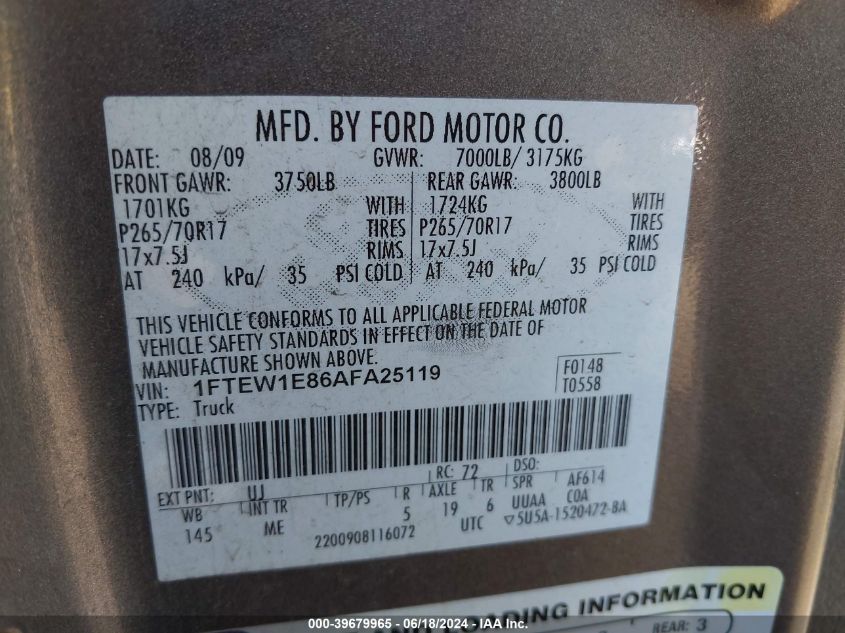 MFD. BY FORD MOTOR CO.
DATE: 08/09 GVWR: 7000LB/ 3175KG
FRONT GAWR: 3750LB REAR GAWR: 3800LB
1701KG WITH 1724KG WITH
P265/70R17 TIRES P265/70R17 TIRES
17x7.5J RIMS 17x7.5J RIMS
AT 240 kPa/ 35 PSI COLD AT 240 kPa/ 35 PSI COLD
THIS VEHICLE CONFORMS TO ALL APPLICABLE FEDERAL MOTOR
VEHICLE SAFETY STANDARDS IN EFFECT ON THE DATE OF
MANUFACTURE SHOWN ABOVE.
VIN: 1FTEW1E86AFA25119 F0148
TYPE: Truck T0558
EXT PNT: UJ RC: 72 DSO:
WB INT TR TP/PS R AXLE TR SPR AF614
145 ME 5 19 6 UUAA COA
2200908116072 UTC ▽5U5A-1520472-BA
AND LOADING INFORMATION
REAR: 3
000-39679965 - 06/18/2024 - IAA Inc.